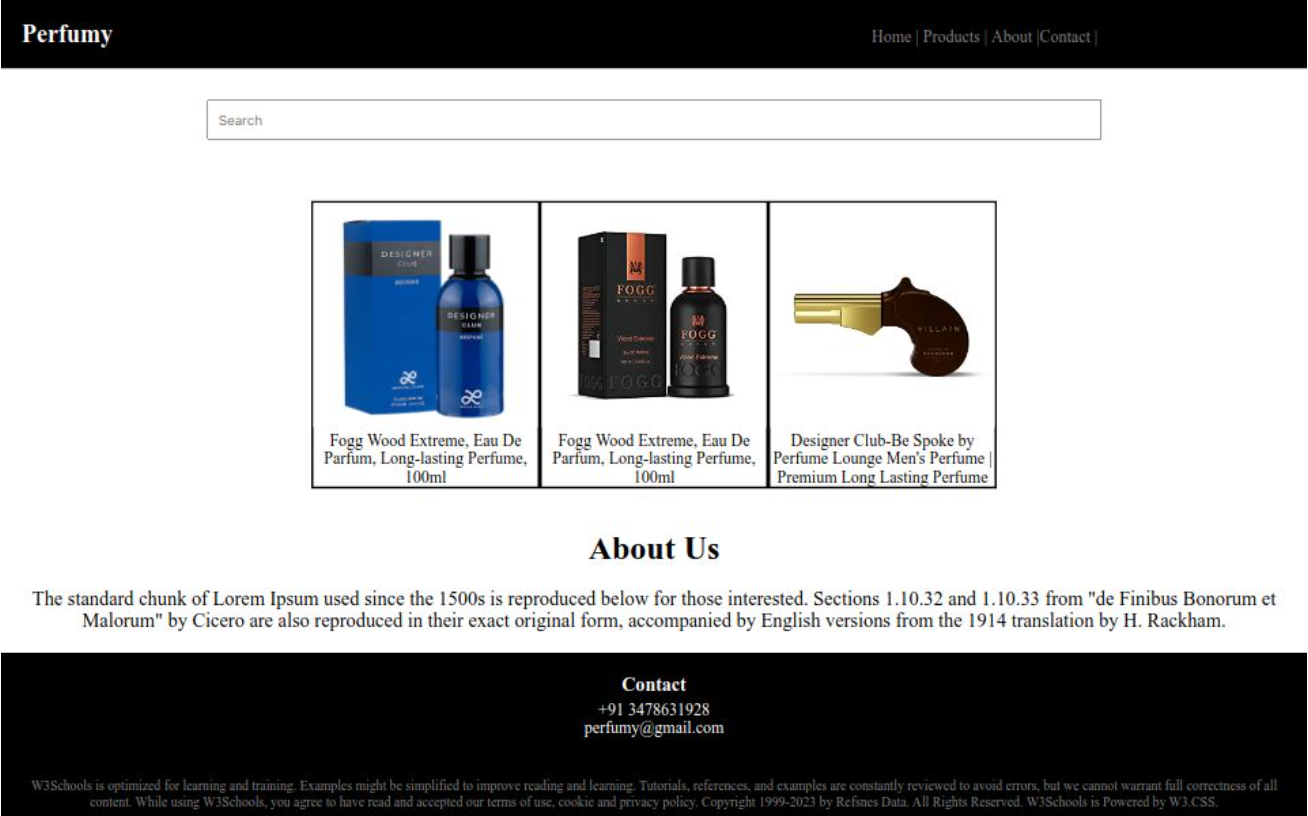 Perfumy
Home | Products | About |Contact |
Search
DESIGNER
CLUB
BESPOKE
DESIGNER
CLUB
BESPOKE
FOGG
Wood Extreme
FOGG
Wood Extreme
FOGG FOGG
FOGG
VILLAIN
Fogg Wood Extreme, Eau De
Parfum, Long-lasting Perfume,
100ml
Fogg Wood Extreme, Eau De
Parfum, Long-lasting Perfume,
100ml
Designer Club-Be Spoke by
Perfume Lounge Men's Perfume |
Premium Long Lasting Perfume
About Us
The standard chunk of Lorem Ipsum used since the 1500s is reproduced below for those interested. Sections 1.10.32 and 1.10.33 from "de Finibus Bonorum et
Malorum" by Cicero are also reproduced in their exact original form, accompanied by English versions from the 1914 translation by H. Rackham.
Contact
+91 3478631928
perfumy@gmail.com
W3Schools is optimized for learning and training. Examples might be simplified to improve reading and learning. Tutorials, references, and examples are constantly reviewed to avoid errors, but we cannot warrant full correctness of all
content. While using W3Schools, you agree to have read and accepted our terms of use, cookie and privacy policy. Copyright 1999-2023 by Refsnes Data. All Rights Reserved. W3Schools is Powered by W3.CSS.